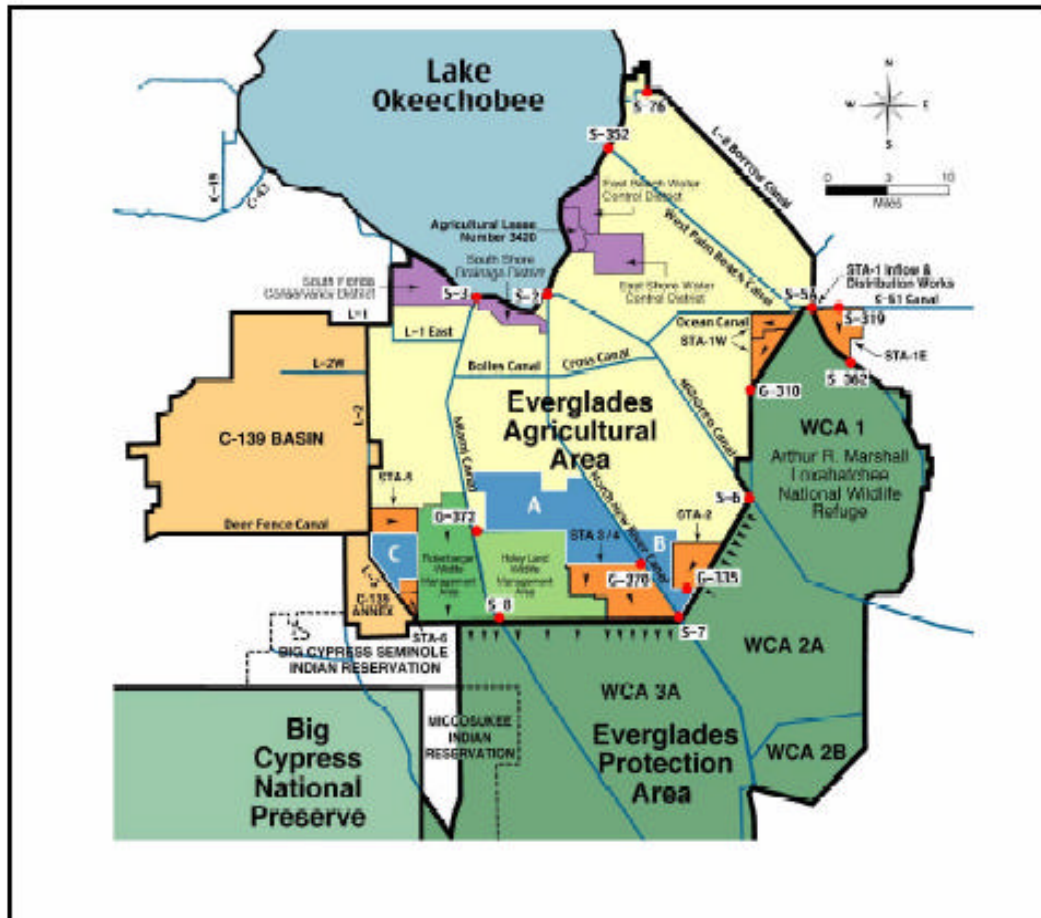 Lake
Okeechobee
S-76
N
W
E
S
S-352
L-8 Borrow Canal
0
5
10
Miles
C-19
C-43
East Beach Water
Control District
Agricultural Lease
Number 3420
West Palm Beach Canal
South Shore
Drainage District
South Florida
Conservancy District
S-3
S-2
East Shore Water
Control District
STA-1 Inflow &
Distribution Works
S-5A
S-51 Canal
L-1
L-1 East
Ocean Canal
STA-1W
S-319
STA-1E
L-2W
Bolles Canal
Cross Canal
S-362
L-2
G-310
C-139 BASIN
Everglades
Agricultural
Area
Miami Canal
Hillsboro Canal
WCA 1
Arthur R. Marshall
Loxahatchee
National Wildlife
Refuge
STA-5
A
North New River Canal
S-6
Deer Fence Canal
G-372
STA 3/4
B
STA-2
C
L-3
Rotenberger
Wildlife
Management
Area
Holey Land
Wildlife
Management
Area
G-370
G-335
C-139
ANNEX
S-8
S-7
STA-6
BIG CYPRESS SEMINOLE
INDIAN RESERVATION
WCA 2A
WCA 3A
Big
Cypress
National
Preserve
MICCOSUKEE
INDIAN
RESERVATION
Everglades
Protection
Area
WCA 2B